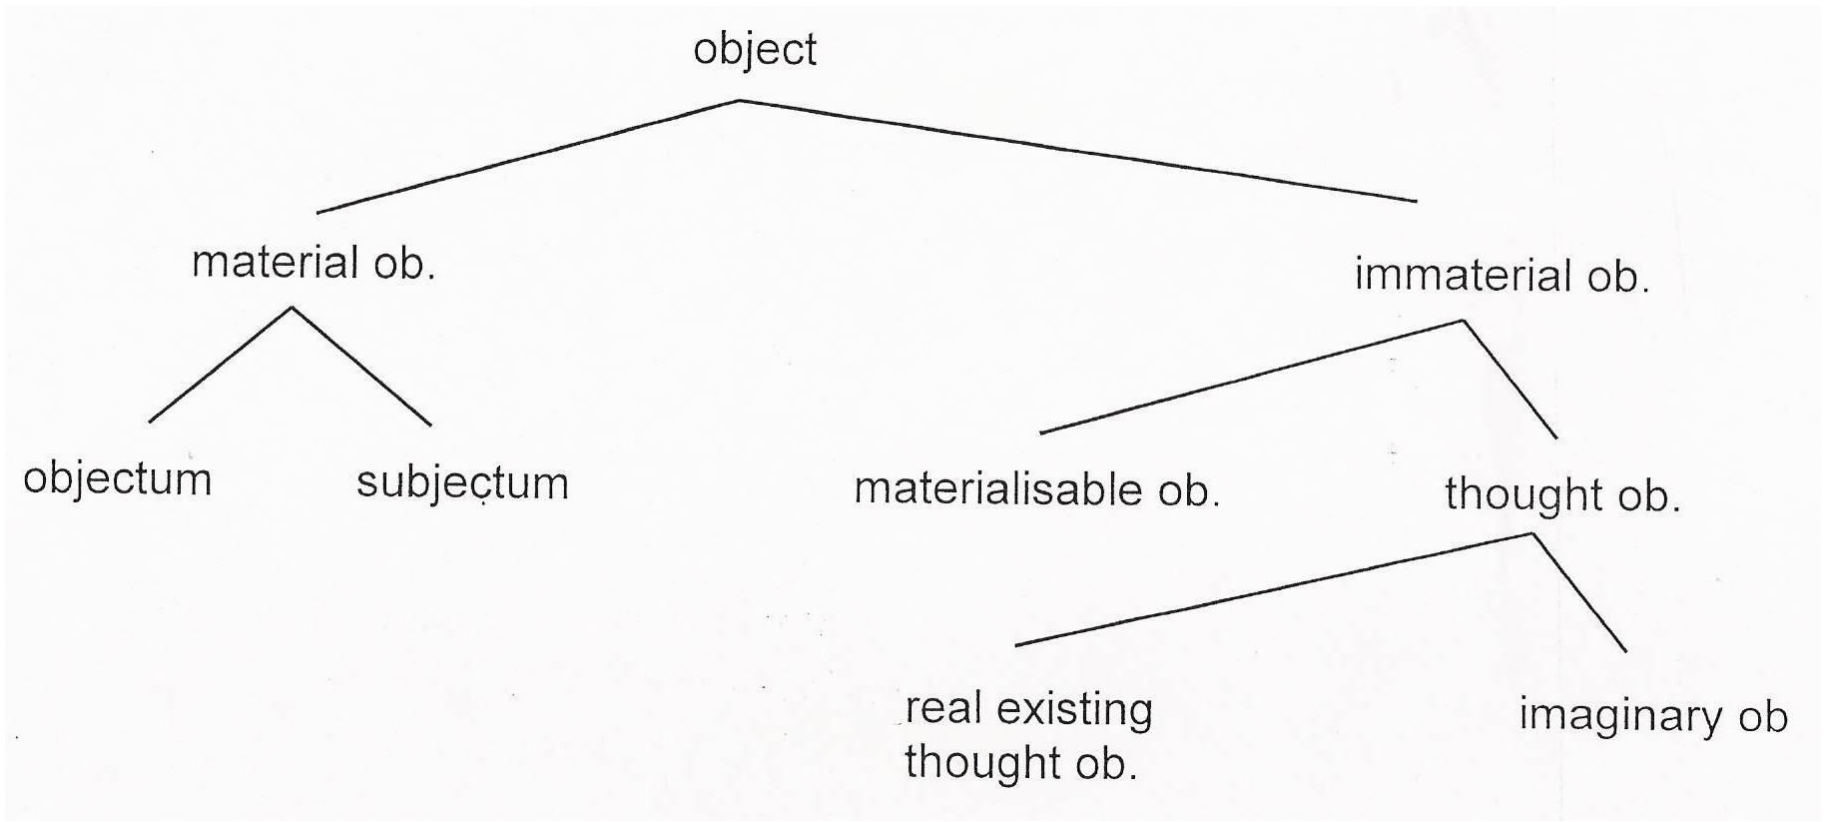 object
material ob.
immaterial ob.
objectum
subjectum
materialisable ob.
thought ob.
real existing
thought ob.
imaginary ob